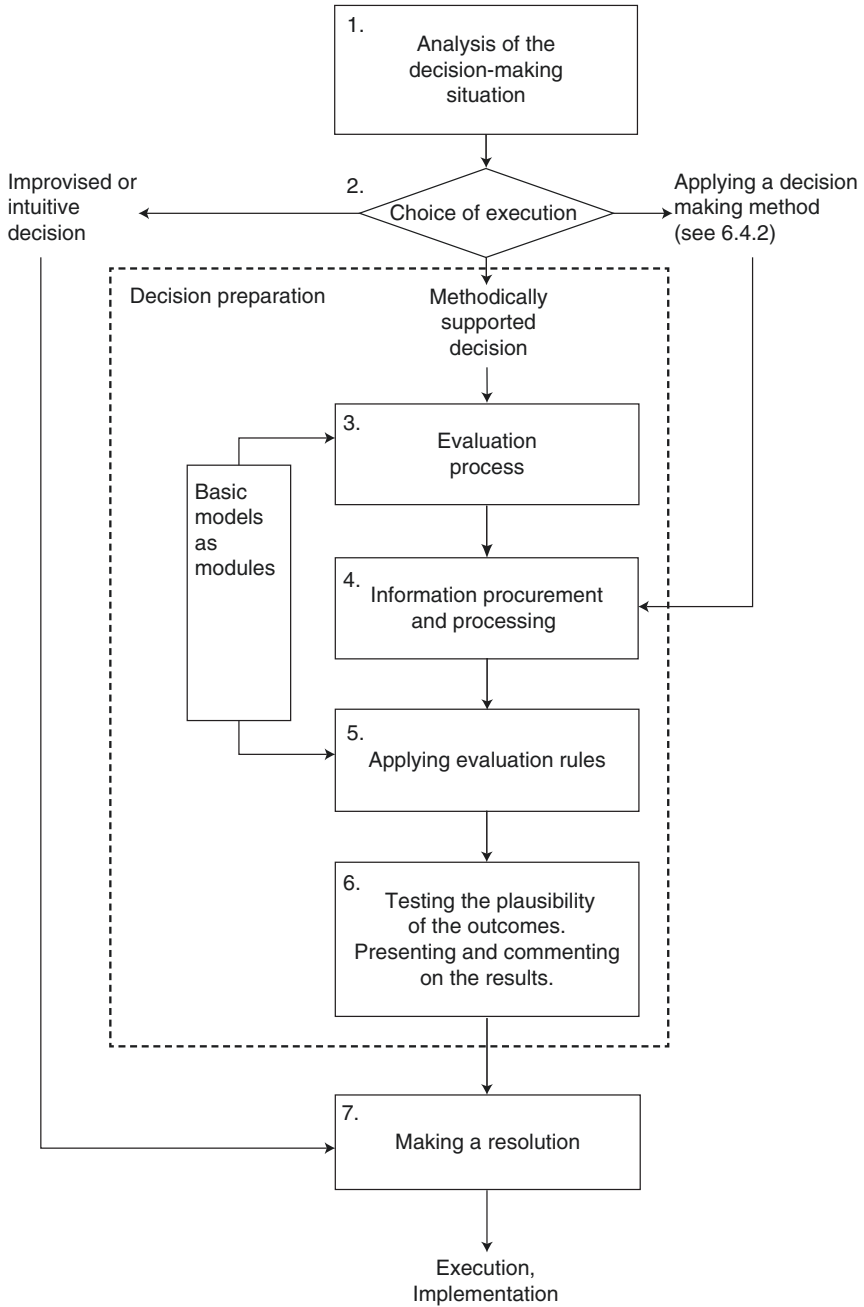 1.
Analysis of the
decision-making
situation
Improvised or
intuitive
decision
2.
Choice of execution
Applying a decision
making method
(see 6.4.2)
Decision preparation
Methodically
supported
decision
3.
Evaluation
process
Basic
models
as
modules
4.
Information procurement
and processing
5.
Applying evaluation rules
6.
Testing the plausibility
of the outcomes.
Presenting and commenting
on the results.
7.
Making a resolution
Execution,
Implementation